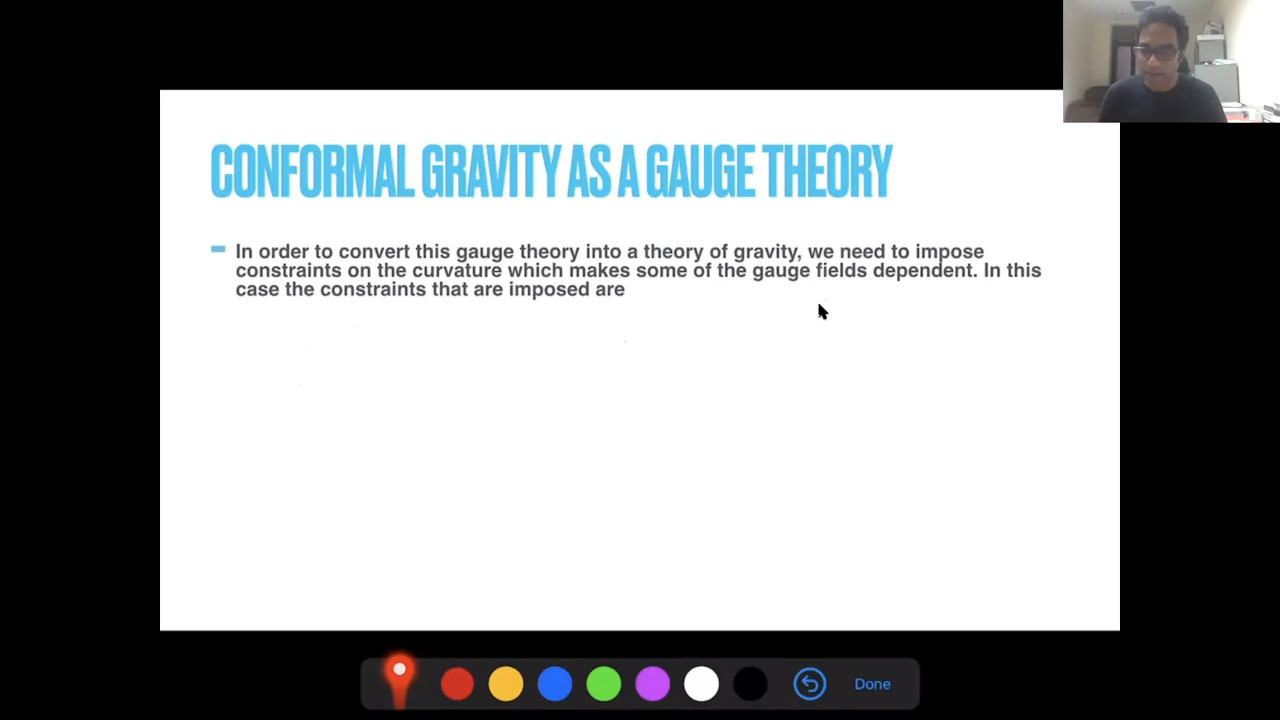 CONFORMAL GRAVITY AS A GAUGE THEORY
In order to convert this gauge theory into a theory of gravity, we need to impose
constraints on the curvature which makes some of the gauge fields dependent. In this
case the constraints that are imposed are
Done